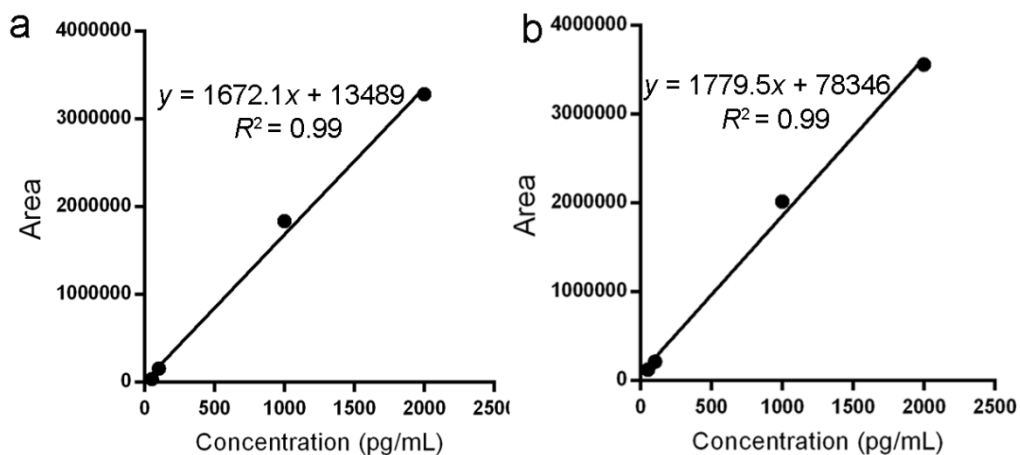 a
4000000
3000000
2000000
1000000
0
Area
y = 1672.1x + 13489
R² = 0.99
0 500 1000 1500 2000 250
Concentration (pg/mL)
b
4000000
3000000
2000000
1000000
0
Area
y = 1779.5x + 78346
R² = 0.99
0 500 1000 1500 2000 2500
Concentration (pg/mL)